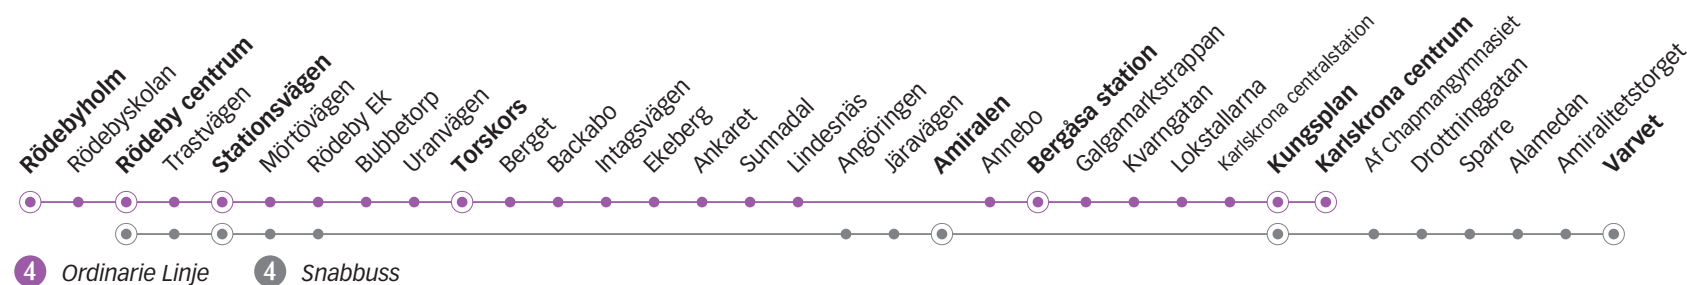 Rödebyholm
Rödebyskolan
Rödeby centrum
Trastvägen
Stationsvägen
Mörtövägen
Rödeby Ek
Bubbetorp
Uranvägen
Torskors
Berget
Backabo
Intagsvägen
Ekeberg
Ankaret
Sunnadal
Lindesnäs
Angöringen
Järavägen
Amiralen
Annebo
Bergåsa station
Galgamarkstrappan
Kvarngatan
Lokstallarna
Karlskrona centralstation
Kungsplan
Karlskrona centrum
Af Chapmangymnasiet
Drottninggatan
Sparre
Alamedan
Amiralitetstorget
Varvet
4 Ordinarie Linje
4 Snabbuss